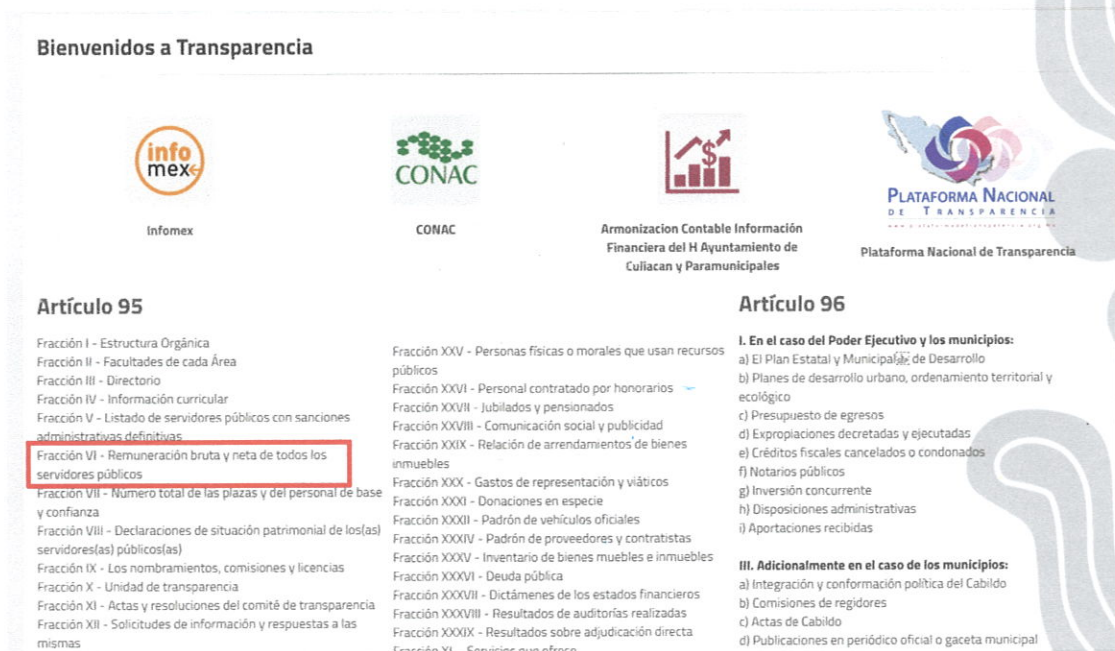 Bienvenidos a Transparencia
info
mex
CONAC
$
PLATAFORMA NACIONAL
DE TRANSPARENCIA
Infomex
CONAC
Armonizacion Contable Información
Financiera del H Ayuntamiento de
Culiacan y Paramunicipales
Plataforma Nacional de Transparencia
Artículo 95
Fracción I - Estructura Orgánica
Fracción II - Facultades de cada Área
Fracción III - Directorio
Fracción IV - Información curricular
Fracción V - Listado de servidores públicos con sanciones
administrativas definitivas
Fracción VI - Remuneración bruta y neta de todos los
servidores públicos
Fracción VII - Número total de las plazas y del personal de base
y confianza
Fracción VIII - Declaraciones de situación patrimonial de los(as)
servidores(as) públicos(as)
Fracción IX - Los nombramientos, comisiones y licencias
Fracción X - Unidad de transparencia
Fracción XI - Actas y resoluciones del comité de transparencia
Fracción XII - Solicitudes de información y respuestas a las
mismas
Fracción XXV - Personas físicas o morales que usan recursos
públicos
Fracción XXVI - Personal contratado por honorarios
Fracción XXVII - Jubilados y pensionados
Fracción XXVIII - Comunicación social y publicidad
Fracción XXIX - Relación de arrendamientos de bienes
inmuebles
Fracción XXX - Gastos de representación y viáticos
Fracción XXXI - Donaciones en especie
Fracción XXXII - Padrón de vehículos oficiales
Fracción XXXIV - Padrón de proveedores y contratistas
Fracción XXXV - Inventario de bienes muebles e inmuebles
Fracción XXXVI - Deuda pública
Fracción XXXVII - Dictámenes de los estados financieros
Fracción XXXVIII - Resultados de auditorías realizadas
Fracción XXXIX - Resultados sobre adjudicación directa
Fracción XL - Servicios que ofrece
Artículo 96
I. En el caso del Poder Ejecutivo y los municipios:
a) El Plan Estatal y Municipal de Desarrollo
b) Planes de desarrollo urbano, ordenamiento territorial y
ecológico
c) Presupuesto de egresos
d) Expropiaciones decretadas y ejecutadas
e) Créditos fiscales cancelados o condonados
f) Notarios públicos
g) Inversión concurrente
h) Disposiciones administrativas
i) Aportaciones recibidas
III. Adicionalmente en el caso de los municipios:
a) Integración y conformación política del Cabildo
b) Comisiones de regidores
c) Actas de Cabildo
d) Publicaciones en periódico oficial o gaceta municipal